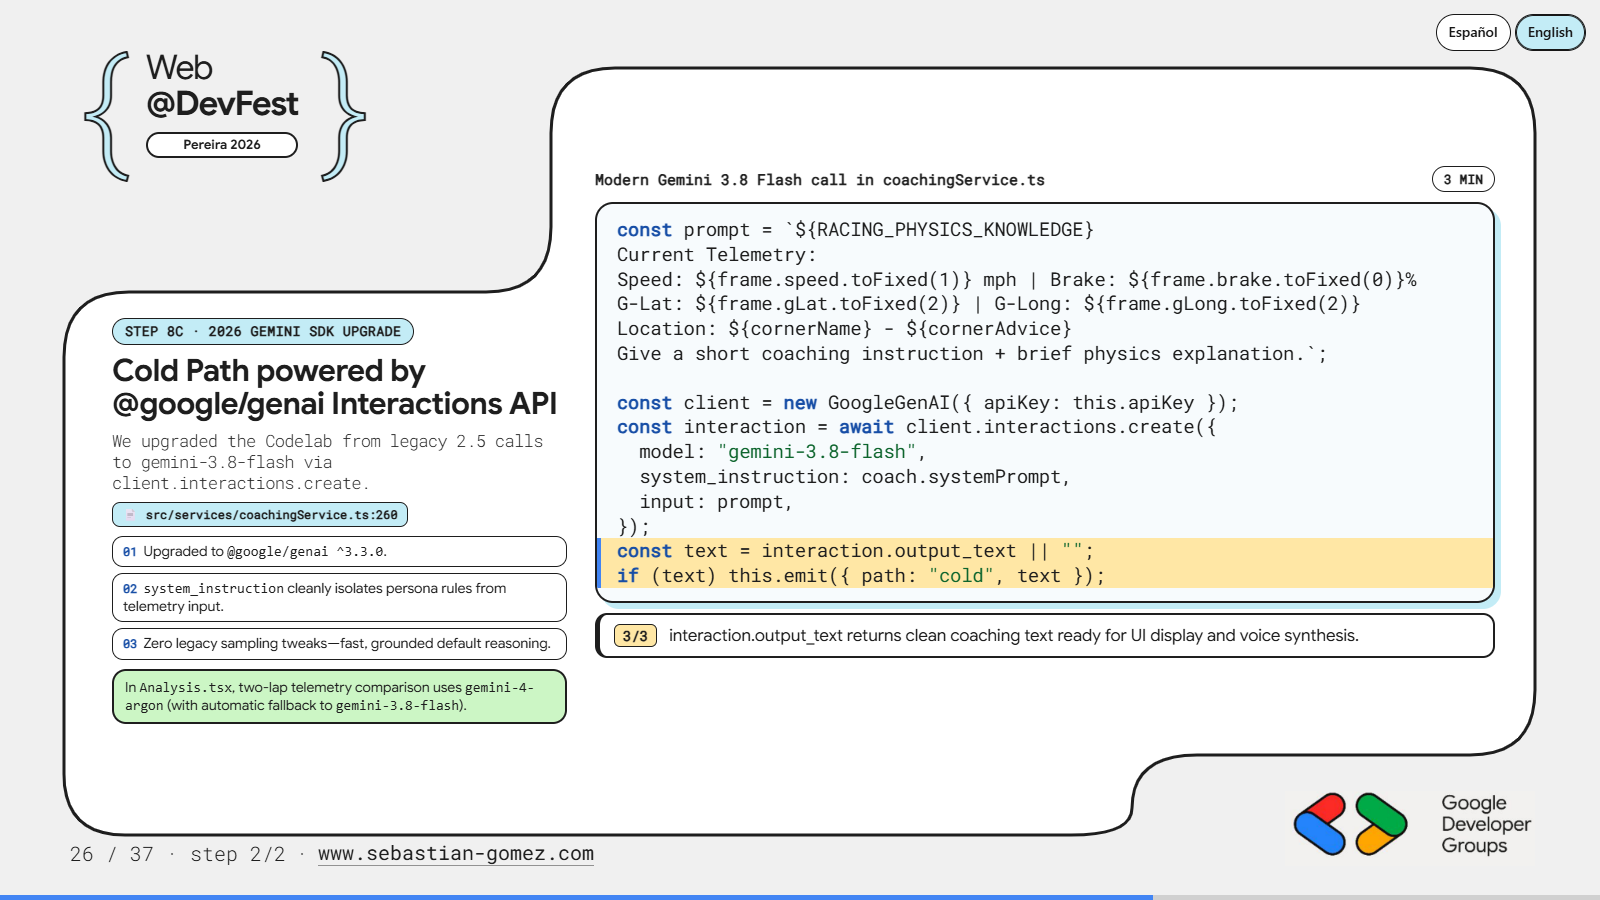 Español
English
Web
@DevFest
Pereira 2026
STEP 8C · 2026 GEMINI SDK UPGRADE
Cold Path powered by
@google/genai Interactions API
We upgraded the Codelab from legacy 2.5 calls
to gemini-3.8-flash via
client.interactions.create.
src/services/coachingService.ts:260
01 Upgraded to @google/genai ^3.3.0.
02 system_instruction cleanly isolates persona rules from
telemetry input.
03 Zero legacy sampling tweaks—fast, grounded default reasoning.
In Analysis.tsx, two-lap telemetry comparison uses gemini-4-
argon (with automatic fallback to gemini-3.8-flash).
Modern Gemini 3.8 Flash call in coachingService.ts
3 MIN
const prompt = `${RACING_PHYSICS_KNOWLEDGE}
Current Telemetry:
Speed: ${frame.speed.toFixed(1)} mph | Brake: ${frame.brake.toFixed(0)}%
G-Lat: ${frame.gLat.toFixed(2)} | G-Long: ${frame.gLong.toFixed(2)}
Location: ${cornerName} - ${cornerAdvice}
Give a short coaching instruction + brief physics explanation.`;
const client = new GoogleGenAI({ apiKey: this.apiKey });
const interaction = await client.interactions.create({
model: "gemini-3.8-flash",
system_instruction: coach.systemPrompt,
input: prompt,
});
const text = interaction.output_text || "";
if (text) this.emit({ path: "cold", text });
3/3 interaction.output_text returns clean coaching text ready for UI display and voice synthesis.
26 / 37 · step 2/2 · www.sebastian-gomez.com
Google
Developer
Groups